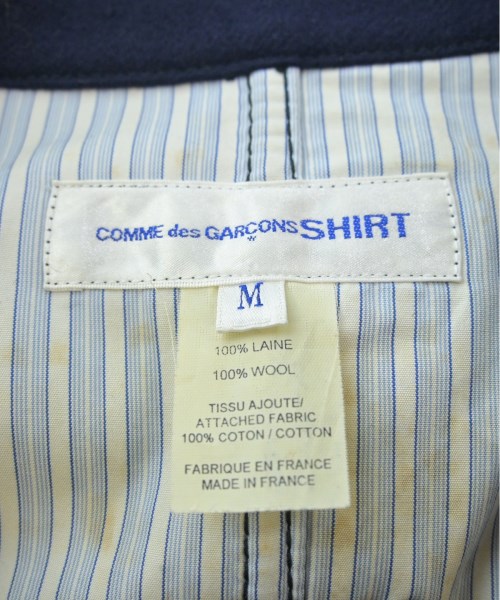 COMME des GARÇONS SHIRT
M
100% LAINE
100% WOOL
TISSU AJOUTE/
ATTACHED FABRIC
100% COTON / COTTON
FABRIQUE EN FRANCE
MADE IN FRANCE